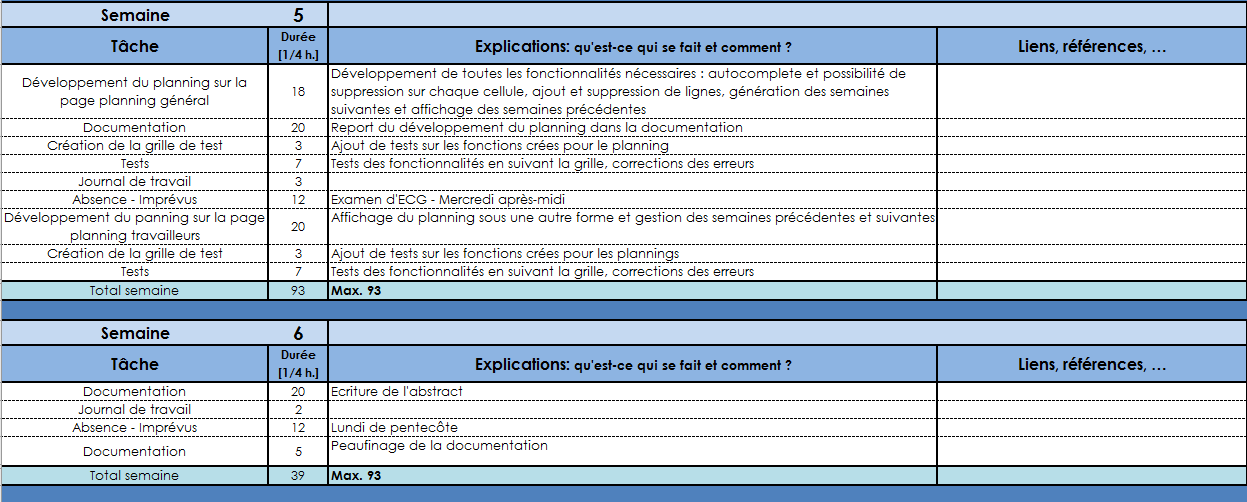 Semaine 5
Tâche Durée [1/4 h.] Explications: qu'est-ce qui se fait et comment ? Liens, références, …
Développement du planning sur la page planning général 18 Développement de toutes les fonctionnalités nécessaires : autocomplete et possibilité de
suppression sur chaque cellule, ajout et suppression de lignes, génération des semaines
suivantes et affichage des semaines précédentes
Documentation 20 Report du développement du planning dans la documentation
Création de la grille de test 3 Ajout de tests sur les fonctions crées pour le planning
Tests 7 Tests des fonctionnalités en suivant la grille, corrections des erreurs
Journal de travail 3
Absence - Imprévus 12 Examen d'ECG - Mercredi après-midi
Développement du panning sur la page planning travailleurs 20 Affichage du planning sous une autre forme et gestion des semaines précédentes et suivantes
Création de la grille de test 3 Ajout de tests sur les fonctions crées pour les plannings
Tests 7 Tests des fonctionnalités en suivant la grille, corrections des erreurs
Total semaine 93 Max. 93
Semaine 6
Tâche Durée [1/4 h.] Explications: qu'est-ce qui se fait et comment ? Liens, références, …
Documentation 20 Ecriture de l'abstract
Journal de travail 2
Absence - Imprévus 12 Lundi de pentecôte
Documentation 5 Peaufinage de la documentation
Total semaine 39 Max. 93